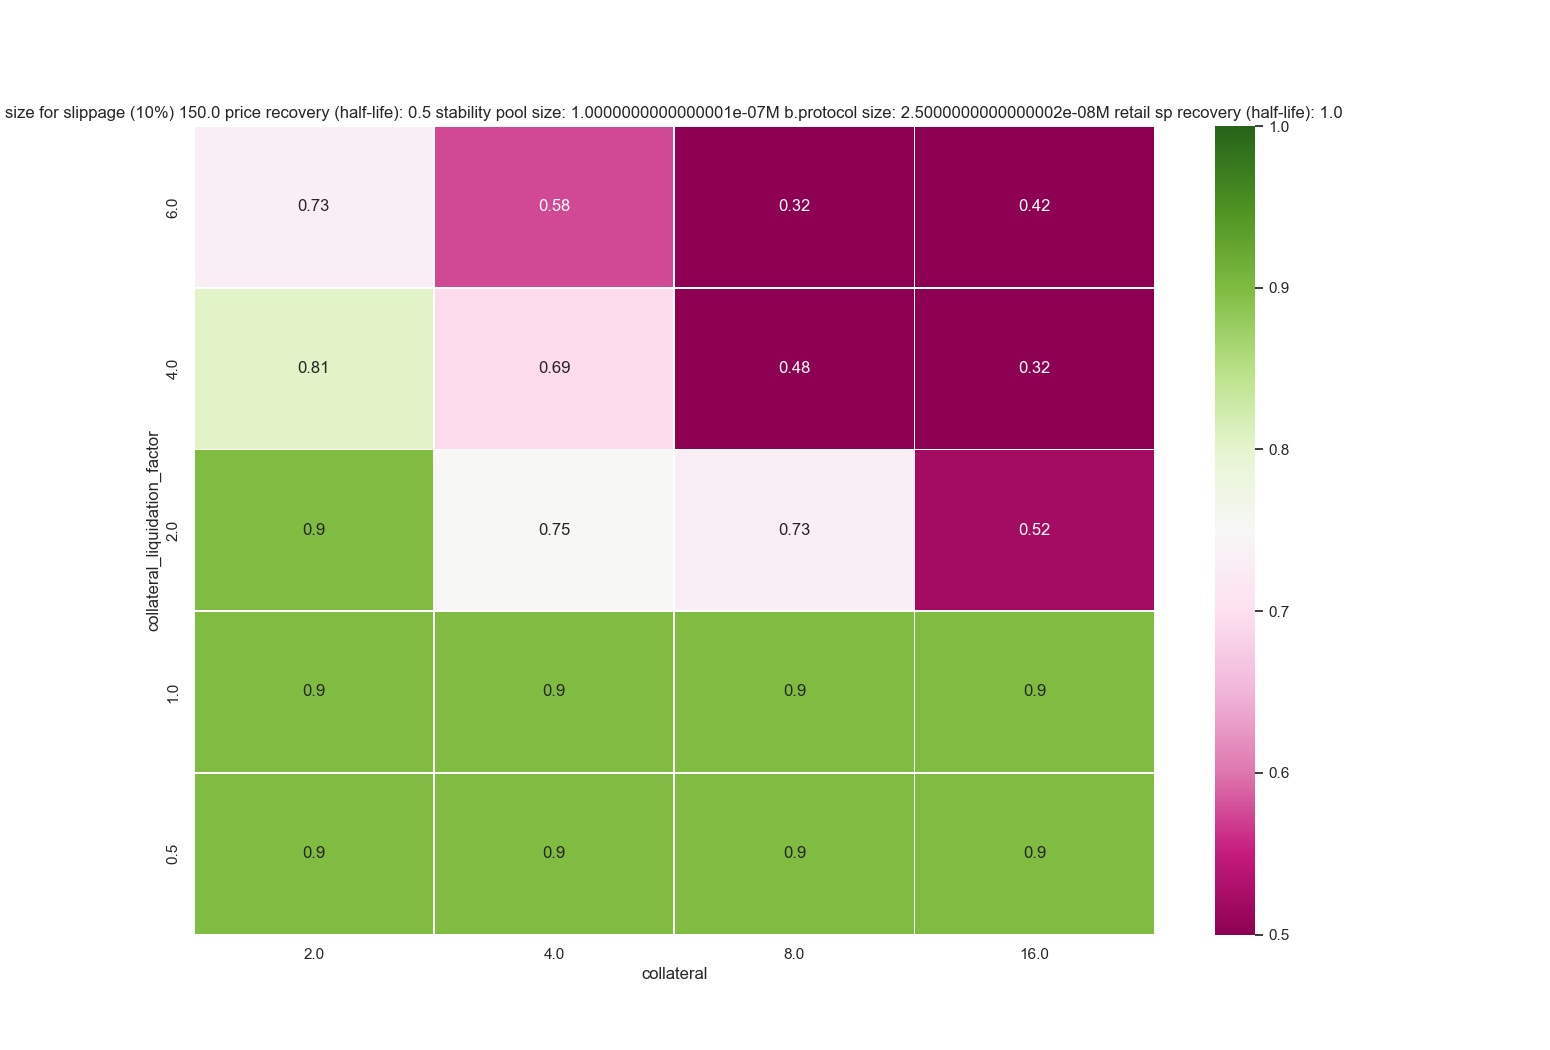 size for slippage (10%) 150.0 price recovery (half-life): 0.5 stability pool size: 1.0000000000000001e-07M b.protocol size: 2.5000000000000002e-08M retail sp recovery (half-life): 1.0
collateral_liquidation_factor
6.0 0.73 0.58 0.32 0.42
4.0 0.81 0.69 0.48 0.32
2.0 0.9 0.75 0.73 0.52
1.0 0.9 0.9 0.9 0.9
0.5 0.9 0.9 0.9 0.9
2.0 4.0 8.0 16.0
collateral
1.0
0.9
0.8
0.7
0.6
0.5